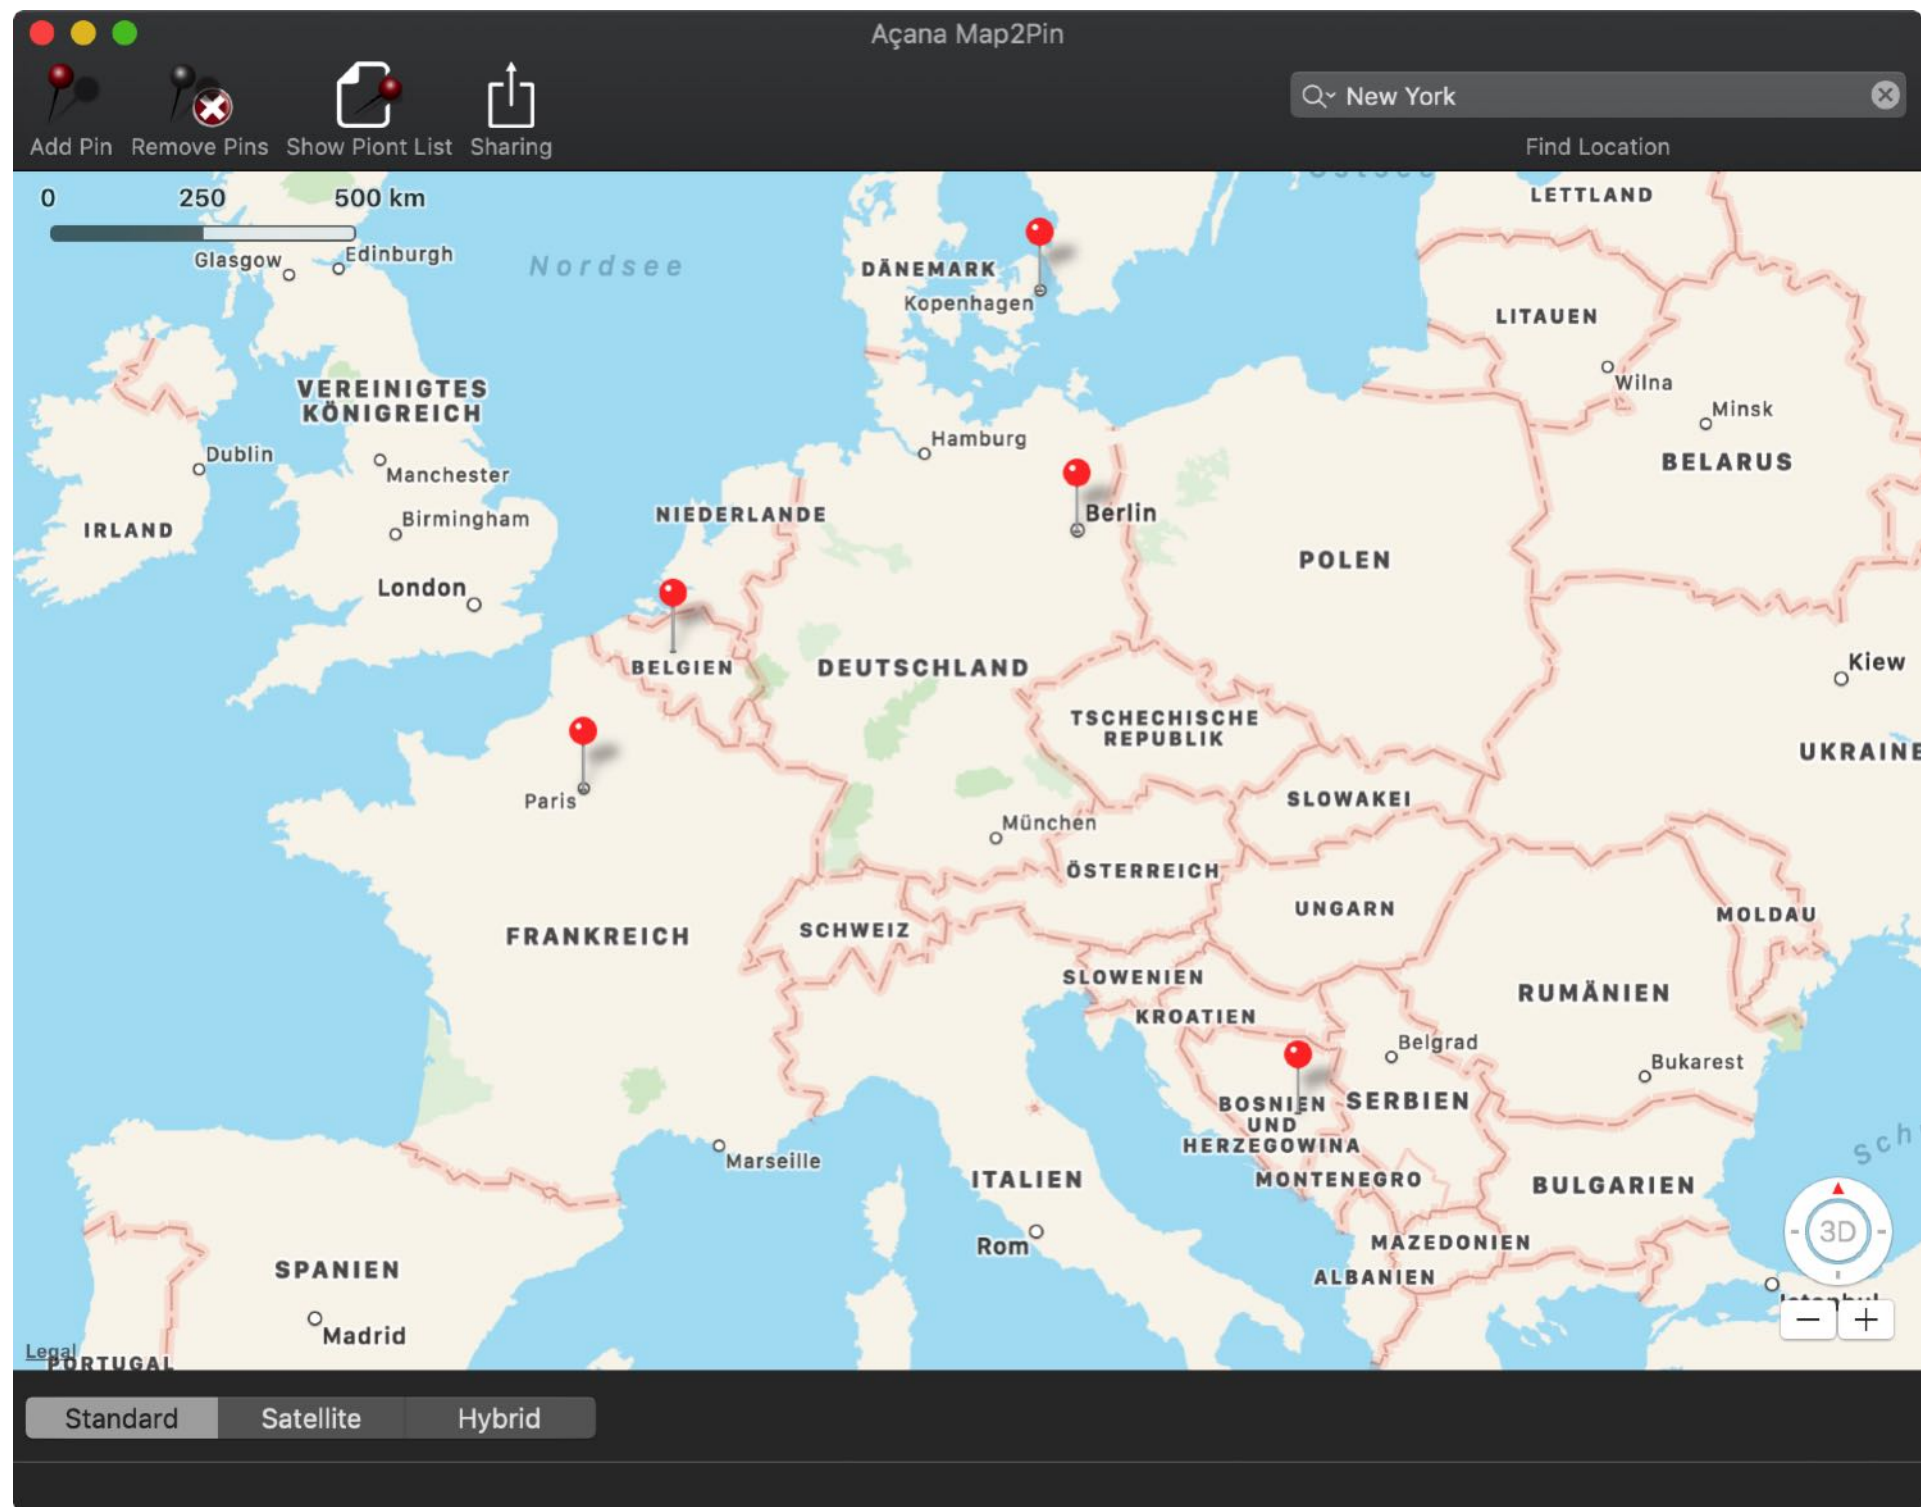 Açana Map2Pin
New York
Add Pin
Remove Pins
Show Piont List
Sharing
Find Location
0 250 500 km
LETTLAND
Glasgow
Edinburgh
Nordsee
DÄNEMARK
Kopenhagen
LITAUEN
Wilna
VEREINIGTES
KÖNIGREICH
Minsk
Hamburg
Dublin
Manchester
BELARUS
NIEDERLANDE
Berlin
Birmingham
IRLAND
POLEN
London
Kiew
BELGIEN
DEUTSCHLAND
TSCHECHISCHE
REPUBLIK
UKRAINE
Paris
SLOWAKEI
München
ÖSTERREICH
UNGARN
MOLDAU
FRANKREICH
SCHWEIZ
SLOWENIEN
RUMÄNIEN
KROATIEN
Belgrad
Bukarest
BOSNIEN
UND
HERZEGOWINA
SERBIEN
Sch
Marseille
ITALIEN
MONTENEGRO
BULGARIEN
3D
Rom
MAZEDONIEN
SPANIEN
ALBANIEN
Madrid
Legal
PORTUGAL
Standard
Satellite
Hybrid